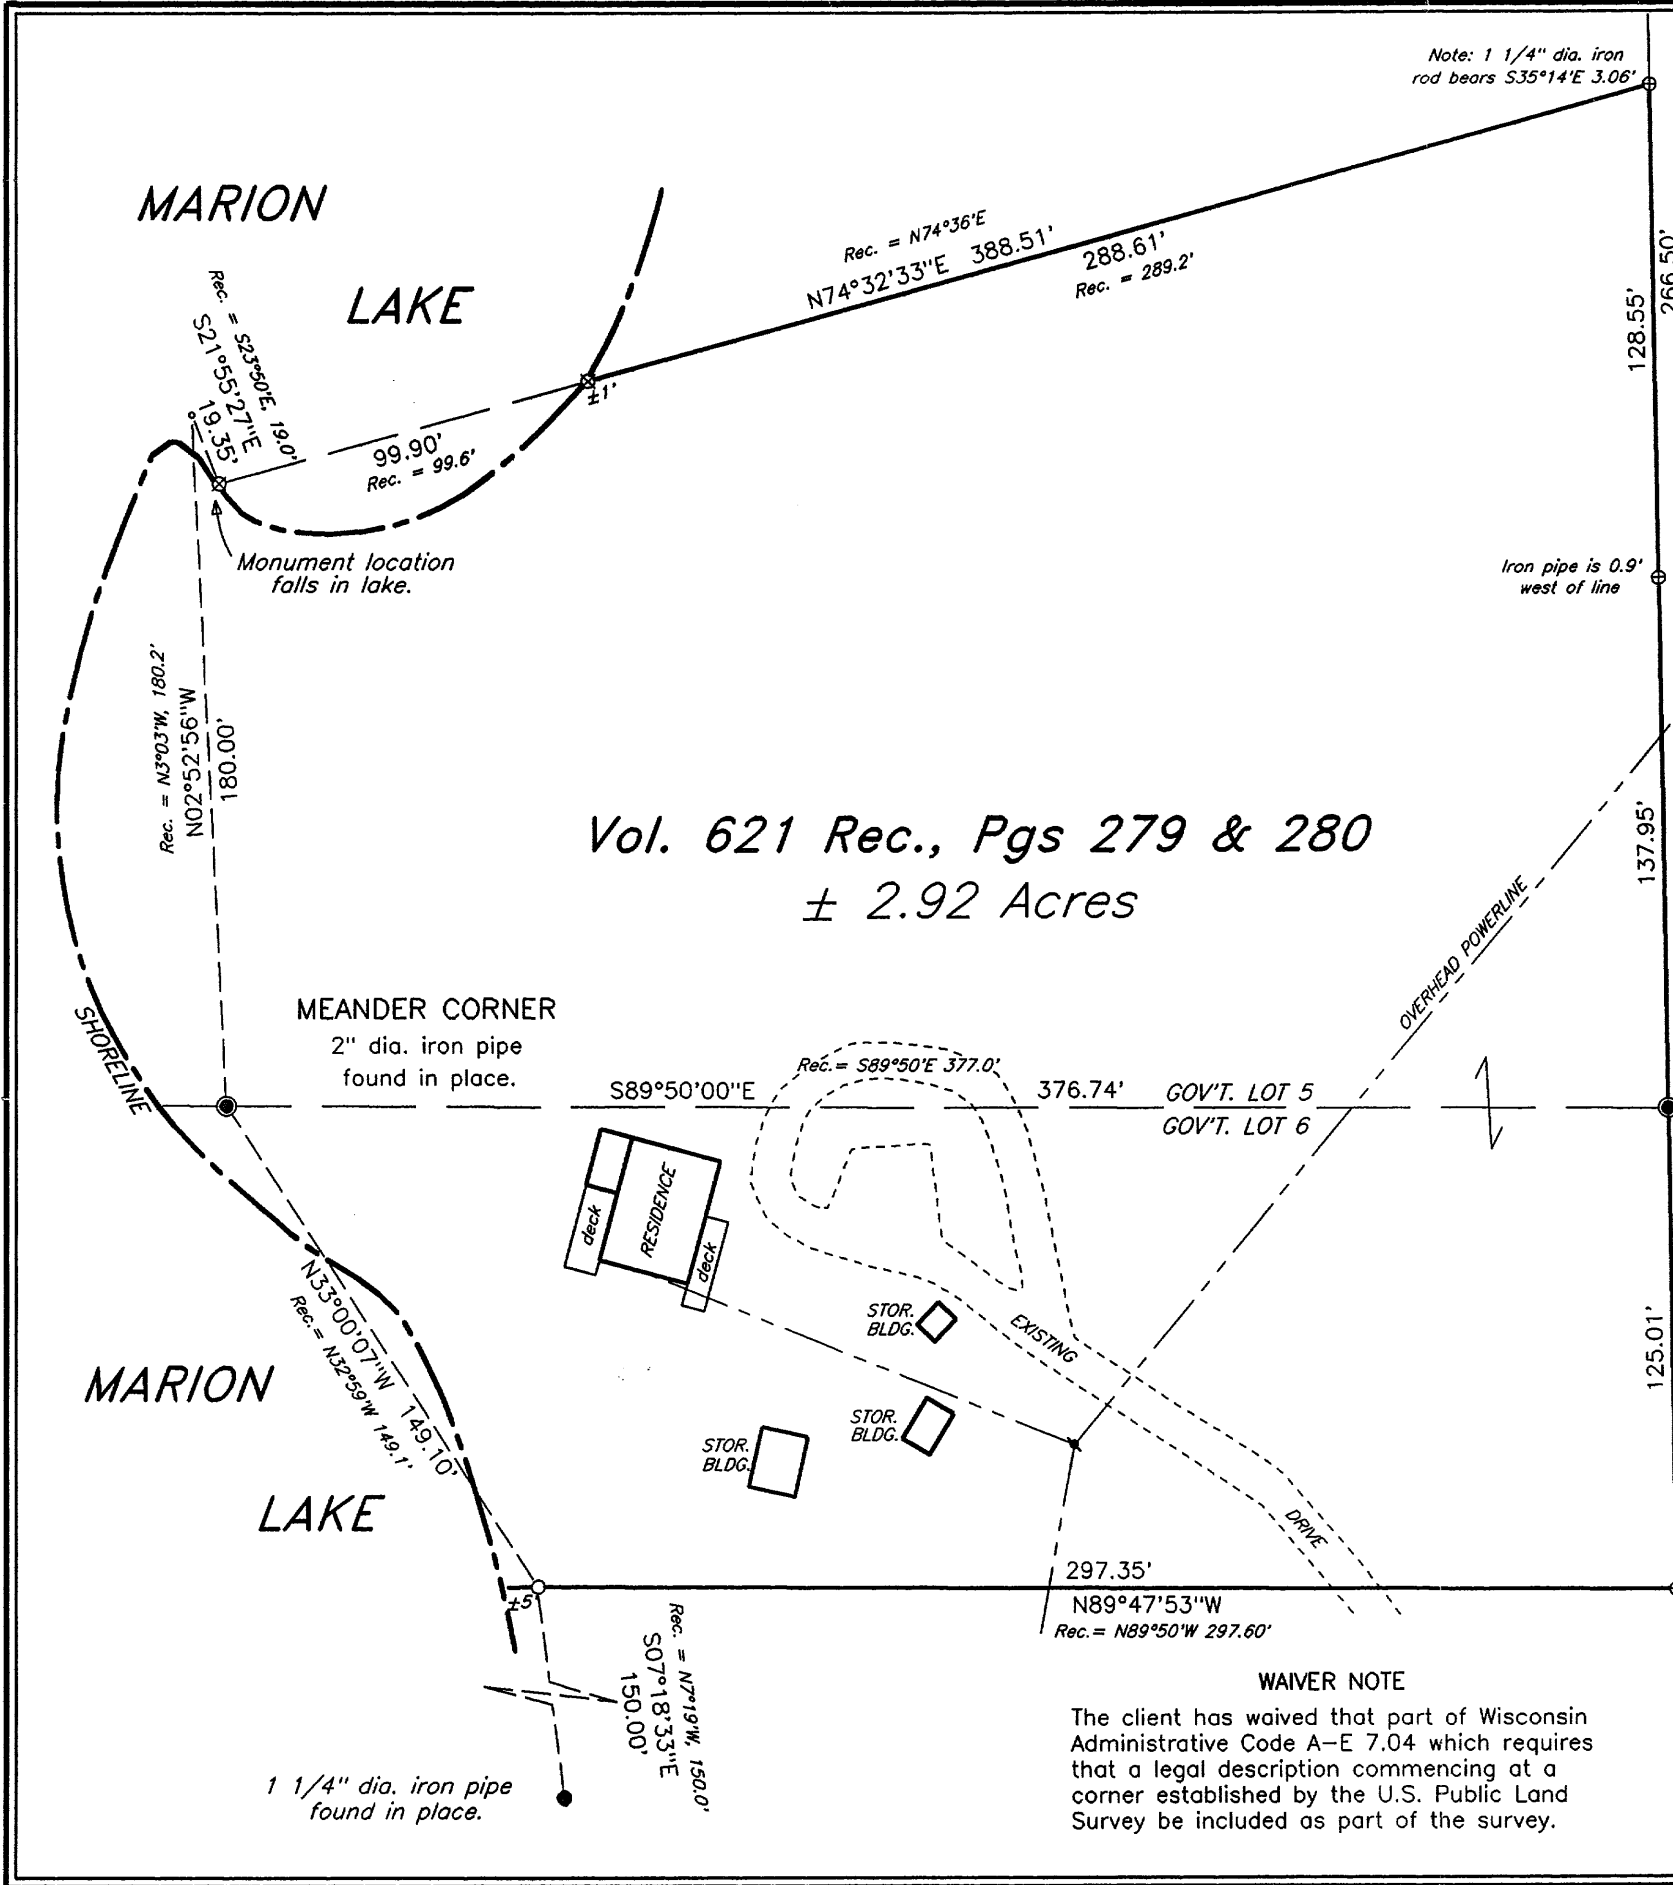 Note: 1 1/4" dia. iron
rod bears S35°14'E 3.06'
MARION
LAKE
Rec. = N74°36'E
N74°32'33"E 388.51'
288.61'
Rec. = 289.2'
266.50'
128.55'
Rec. = S23°50'E, 19.0'
S21°55'27"E
19.35'
±1'
99.90'
Rec. = 99.6'
Monument location
falls in lake.
Iron pipe is 0.9'
west of line
Rec. = N3°03'W, 180.2'
N02°52'56"W
180.00'
Vol. 621 Rec., Pgs 279 & 280
± 2.92 Acres
137.95'
OVERHEAD POWERLINE
SHORELINE
MEANDER CORNER
2" dia. iron pipe
found in place.
Rec.= S89°50'E 377.0'
S89°50'00"E
376.74'
GOV'T. LOT 5
GOV'T. LOT 6
RESIDENCE
deck
deck
STOR.
BLDG.
EXISTING
125.01'
N33°00'07"W 149.10'
Rec.= N32°59'W 149.1'
MARION
LAKE
STOR.
BLDG.
STOR.
BLDG.
DRIVE
297.35'
N89°47'53"W
Rec.= N89°50'W 297.60'
±5'
Rec. = N7°19'W, 150.0'
S07°18'33"E
150.00'
1 1/4" dia. iron pipe
found in place.
WAIVER NOTE
The client has waived that part of Wisconsin
Administrative Code A-E 7.04 which requires
that a legal description commencing at a
corner established by the U.S. Public Land
Survey be included as part of the survey.